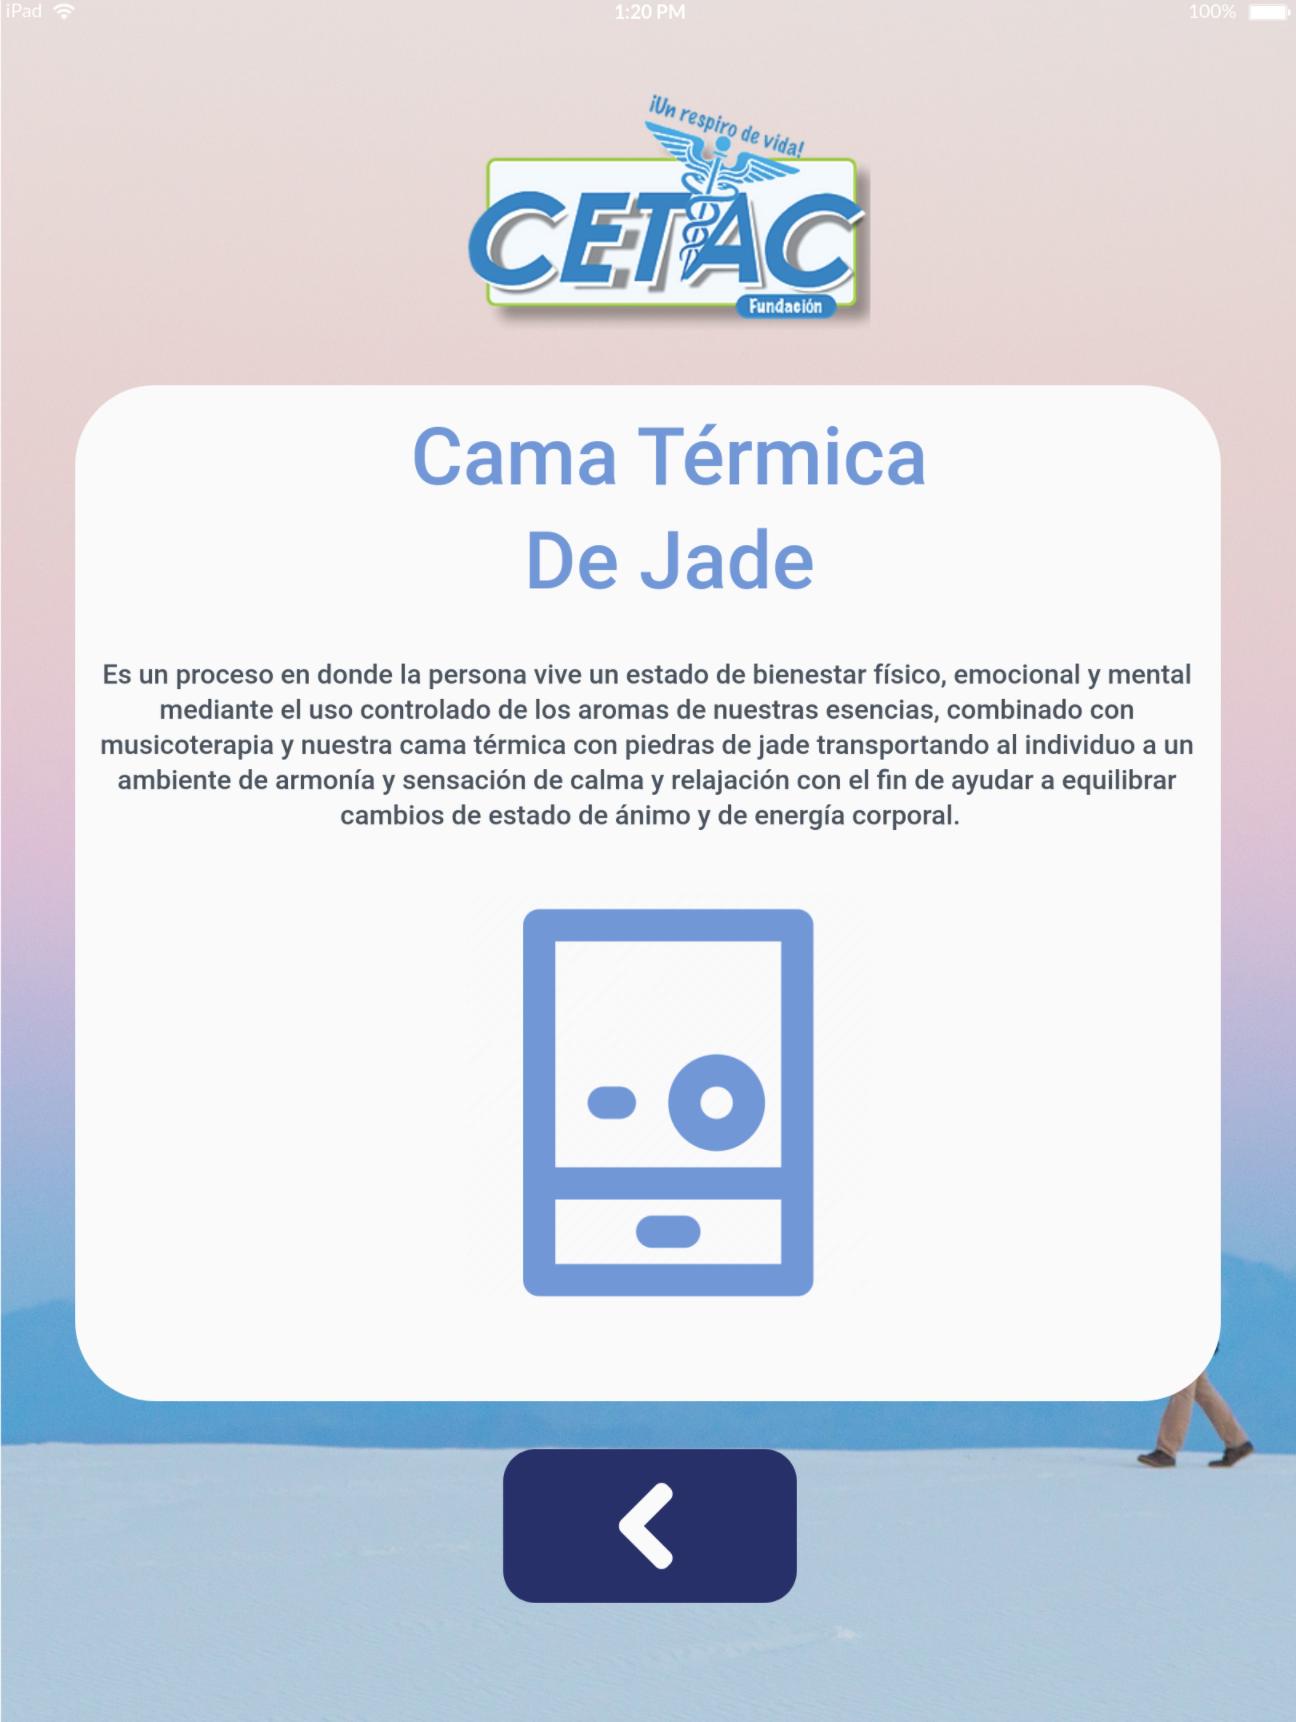 iPad
1:20 PM
100%
¡Un respiro de vida!
CETAC
Fundación
Cama Térmica
De Jade
Es un proceso en donde la persona vive un estado de bienestar físico, emocional y mental
mediante el uso controlado de los aromas de nuestras esencias, combinado con
musicoterapia y nuestra cama térmica con piedras de jade transportando al individuo a un
ambiente de armonía y sensación de calma y relajación con el fin de ayudar a equilibrar
cambios de estado de ánimo y de energía corporal.